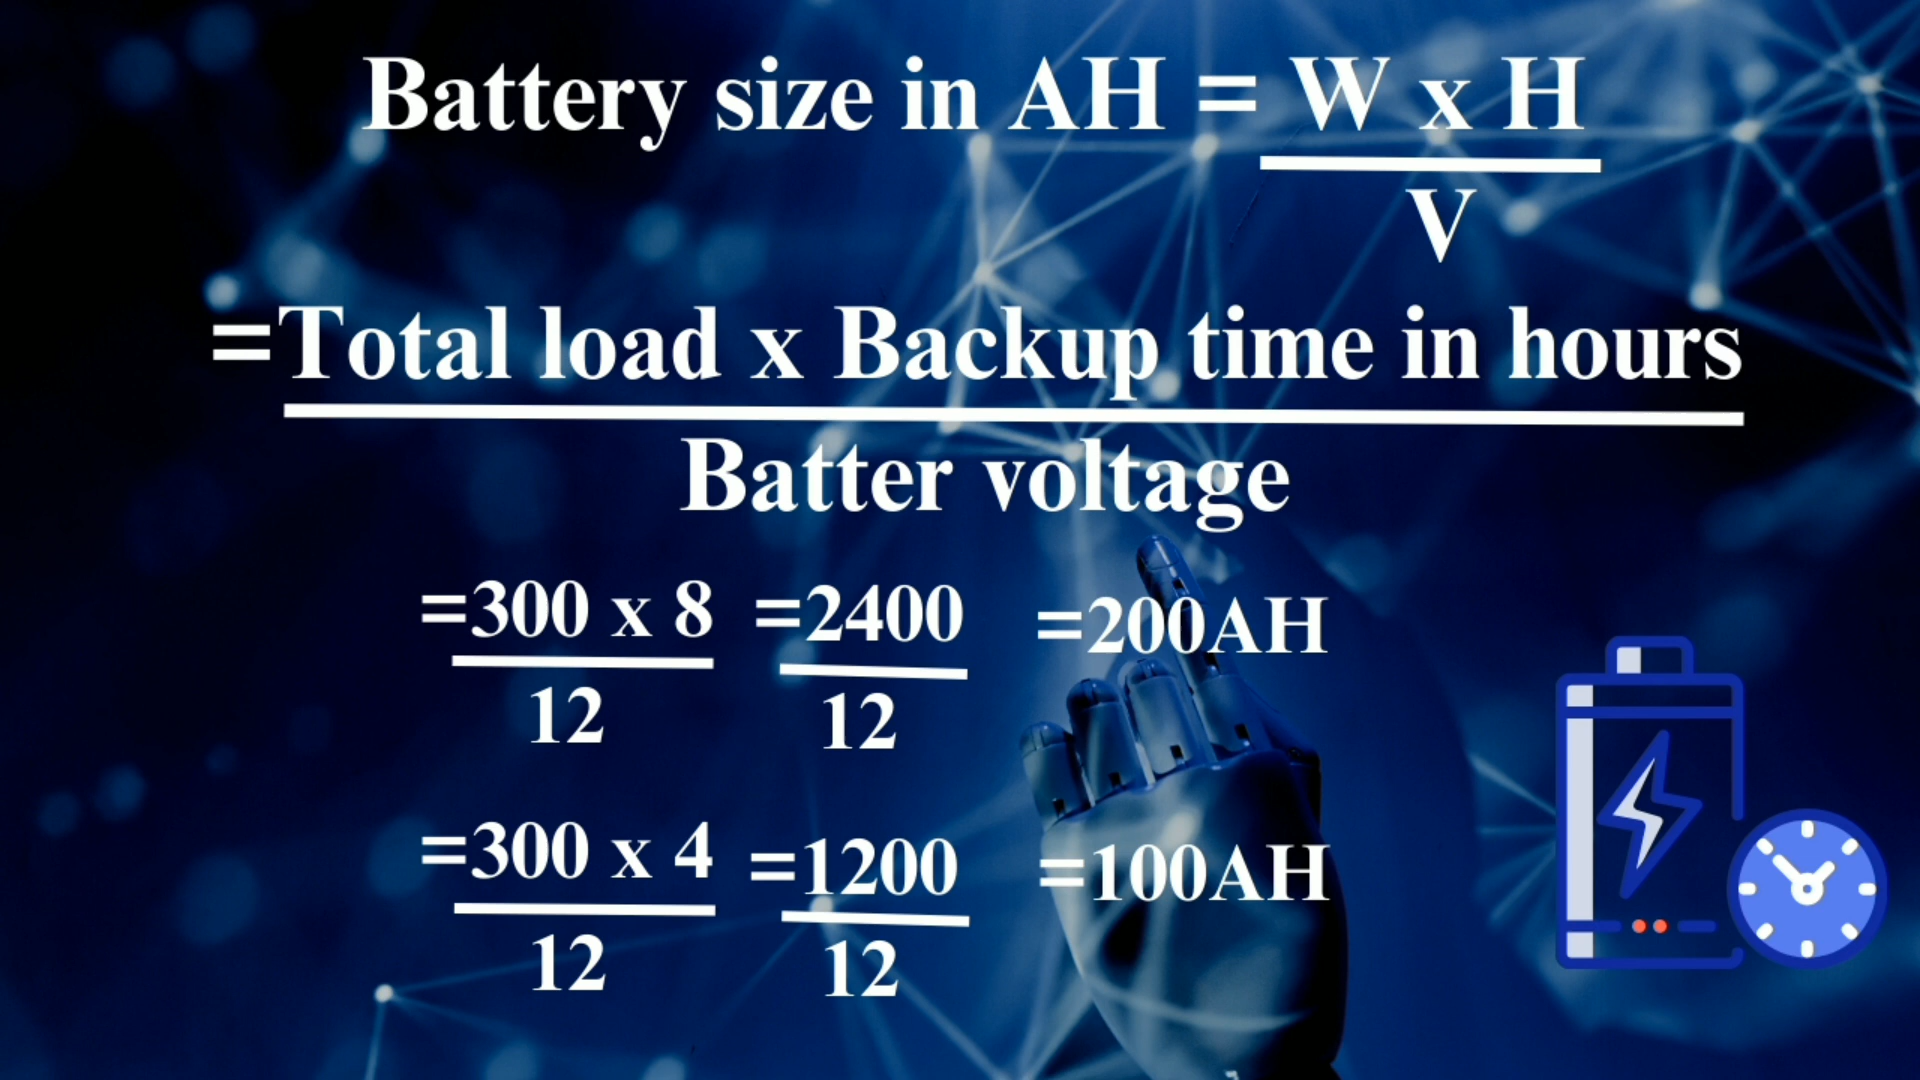 Battery size in AH = W x H
V
=Total load x Backup time in hours
Batter voltage
=300 x 8 =2400 =200AH
12 12
=300 x 4 =1200 =100AH
12 12